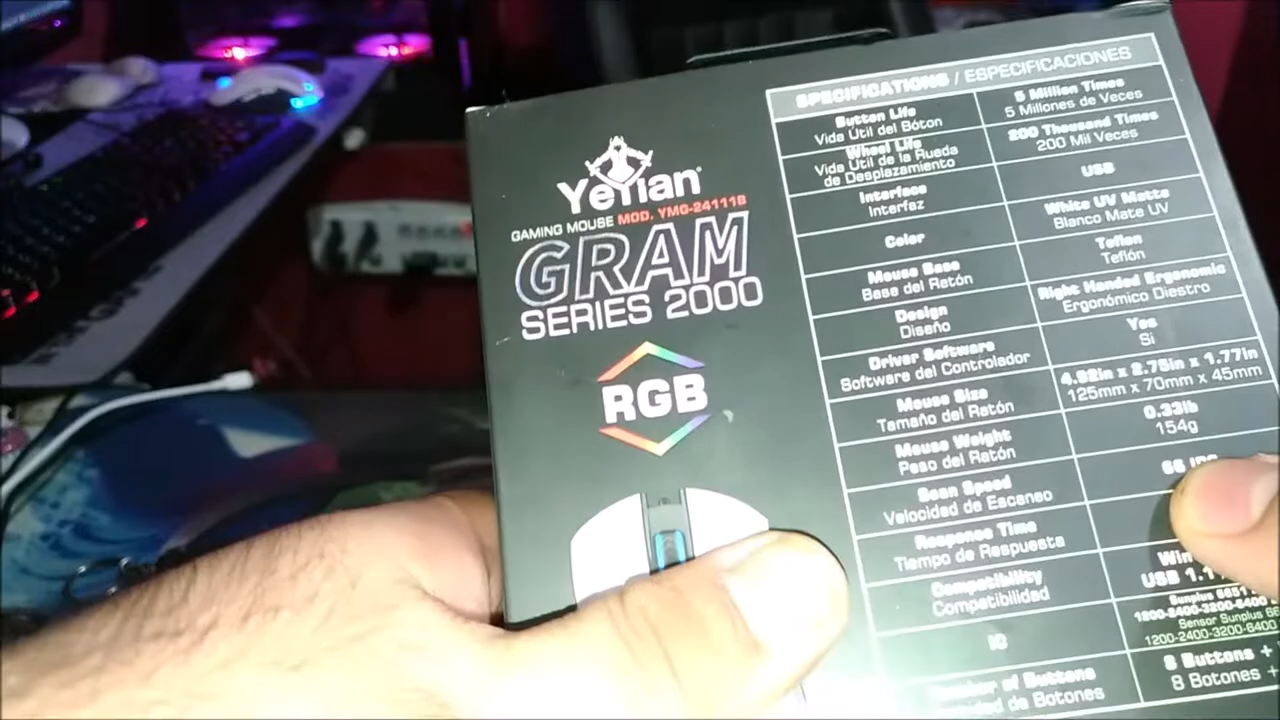 YeYian
GAMING MOUSE MOD. YMG-24111B
GRAM
SERIES 2000
RGB
SPECIFICATIONS / ESPECIFICACIONES
Button Life
Vida Útil del Bóton
5 Million Times
5 Millones de Veces
Wheel Life
Vida Útil de la Rueda
de Desplazamiento
200 Thousand Times
200 Mil Veces
Interface
Interfaz
USB
Color
White UV Matte
Blanco Mate UV
Mouse Base
Base del Ratón
Teflon
Teflón
Design
Diseño
Right Handed Ergonomic
Ergonómico Diestro
Driver Software
Software del Controlador
Yes
Si
Mouse Size
Tamaño del Ratón
4.92in x 2.75in x 1.77in
125mm x 70mm x 45mm
Mouse Weight
Peso del Ratón
0.33lb
154g
Scan Speed
Velocidad de Escaneo
66
Response Time
Tiempo de Respuesta
Compatibility
Compatibilidad
USB
IC
Sunplus 6651
1200-2400-3200-6400
Sensor Sunplus
1200-2400-3200-6400
of Buttons
de Botones
8 Buttons +
8 Botones +